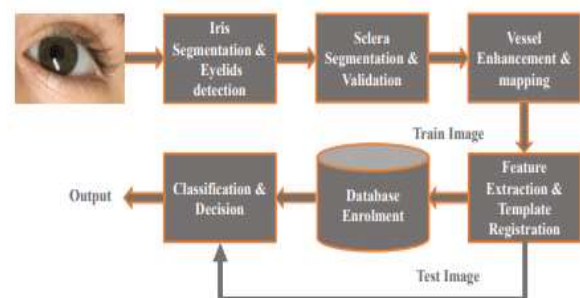 Iris
Segmentation &
Eyelids
detection
Sclera
Segmentation &
Validation
Vessel
Enhancement &
mapping
Train Image
Feature
Extraction &
Template
Registration
Database
Enrolment
Classification &
Decision
Output
Test Image